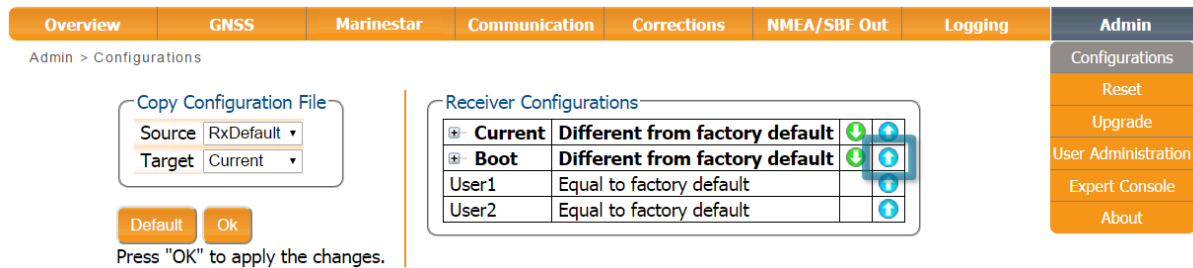 Overview GNSS Marinestar Communication Corrections NMEA/SBF Out Logging Admin
Admin > Configurations
Configurations
Reset
Upgrade
User Administration
Expert Console
About
Copy Configuration File
Source RxDefault
Target Current
Default Ok
Press "OK" to apply the changes.
Receiver Configurations
Current Different from factory default
Boot Different from factory default
User1 Equal to factory default
User2 Equal to factory default